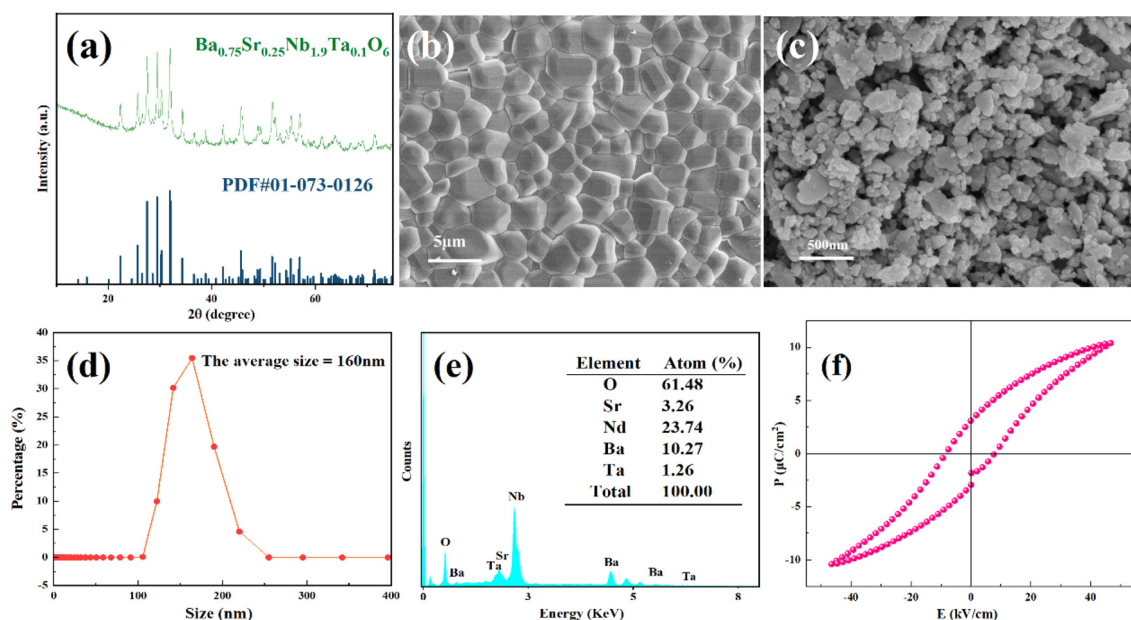 (a)
Ba0.75Sr0.25Nb1.9Ta0.1O6
PDF#01-073-0126
Intensity (a.u.)
20 40 60
2θ (degree)
(b)
5μm
(c)
500nm
(d)
The average size = 160nm
40
35
30
25
20
15
10
5
0
-5
Percentage (%)
0 100 200 300 400
Size (nm)
(e)
Element Atom (%)
O 61.48
Sr 3.26
Nd 23.74
Ba 10.27
Ta 1.26
Total 100.00
Counts
Nb
O
Sr
Ta
Ba
Ba
Ba
Ta
0 3 6 8
Energy (KeV)
(f)
10
5
0
-5
-10
P (μC/cm²)
-40 -20 0 20 40
E (kV/cm)